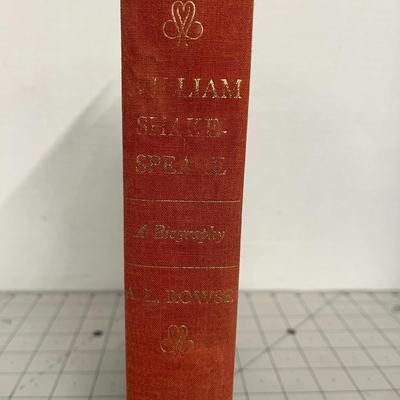 WILLIAM
SHAKE-
SPEARE
A Biography
A. L. ROWSE